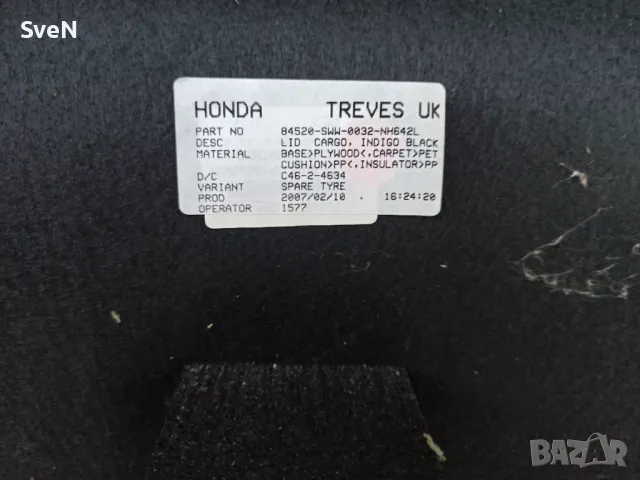 SveN
HONDA TREVES UK
PART NO 84520-SWW-0032-NH642L
DESC LID CARGO, INDIGO BLACK
MATERIAL BASE>PLYWOOD<,CARPET>PET
CUSHION>PP<,INSULATOR>PP
D/C C46-2-4634
VARIANT SPARE TYRE
PROD 2007/02/10 . 16:24:20
OPERATOR 1577
BAZAR